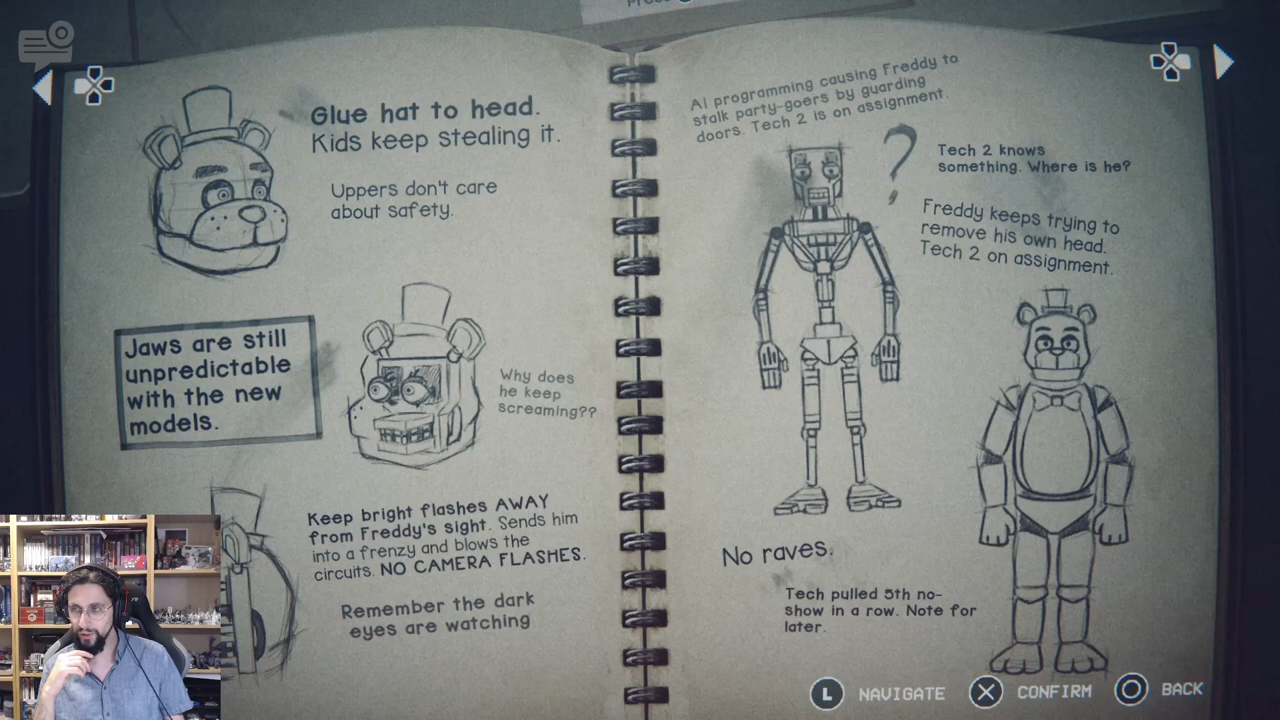 Glue hat to head.
Kids keep stealing it.
Uppers don't care
about safety.
Jaws are still
unpredictable
with the new
models.
Why does
he keep
screaming??
Keep bright flashes AWAY
from Freddy's sight. Sends him
into a frenzy and blows the
circuits. NO CAMERA FLASHES.
Remember the dark
eyes are watching
AI programming causing Freddy to
stalk party-goers by guarding
doors. Tech 2 is on assignment.
?
Tech 2 knows
something. Where is he?
Freddy keeps trying to
remove his own head.
Tech 2 on assignment.
No raves.
Tech pulled 5th no-
show in a row. Note for
later.
L NAVIGATE X CONFIRM O BACK